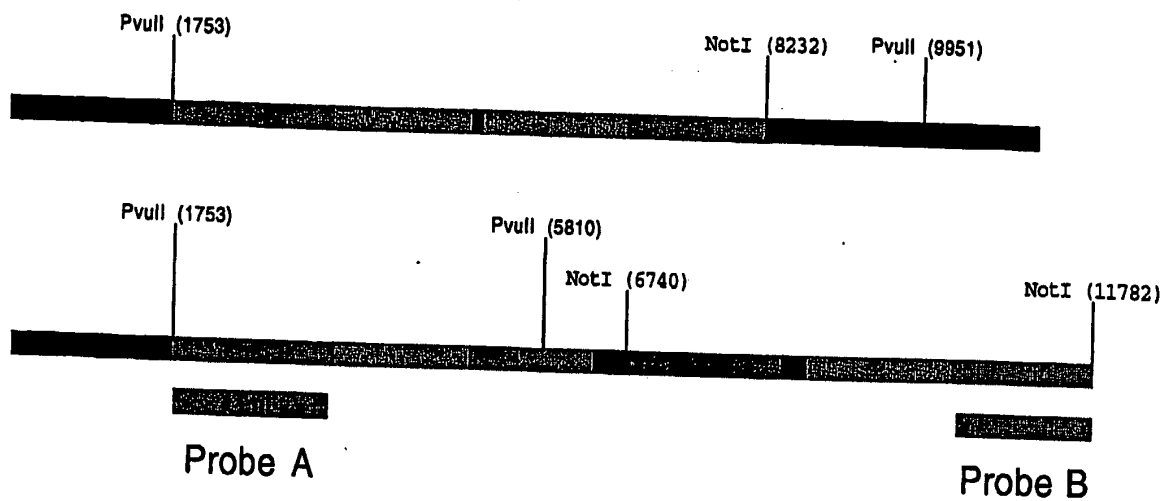 PvuII (1753)
NotI (8232)
PvuII (9951)
PvuII (1753)
PvuII (5810)
NotI (6740)
NotI (11782)
Probe A
Probe B